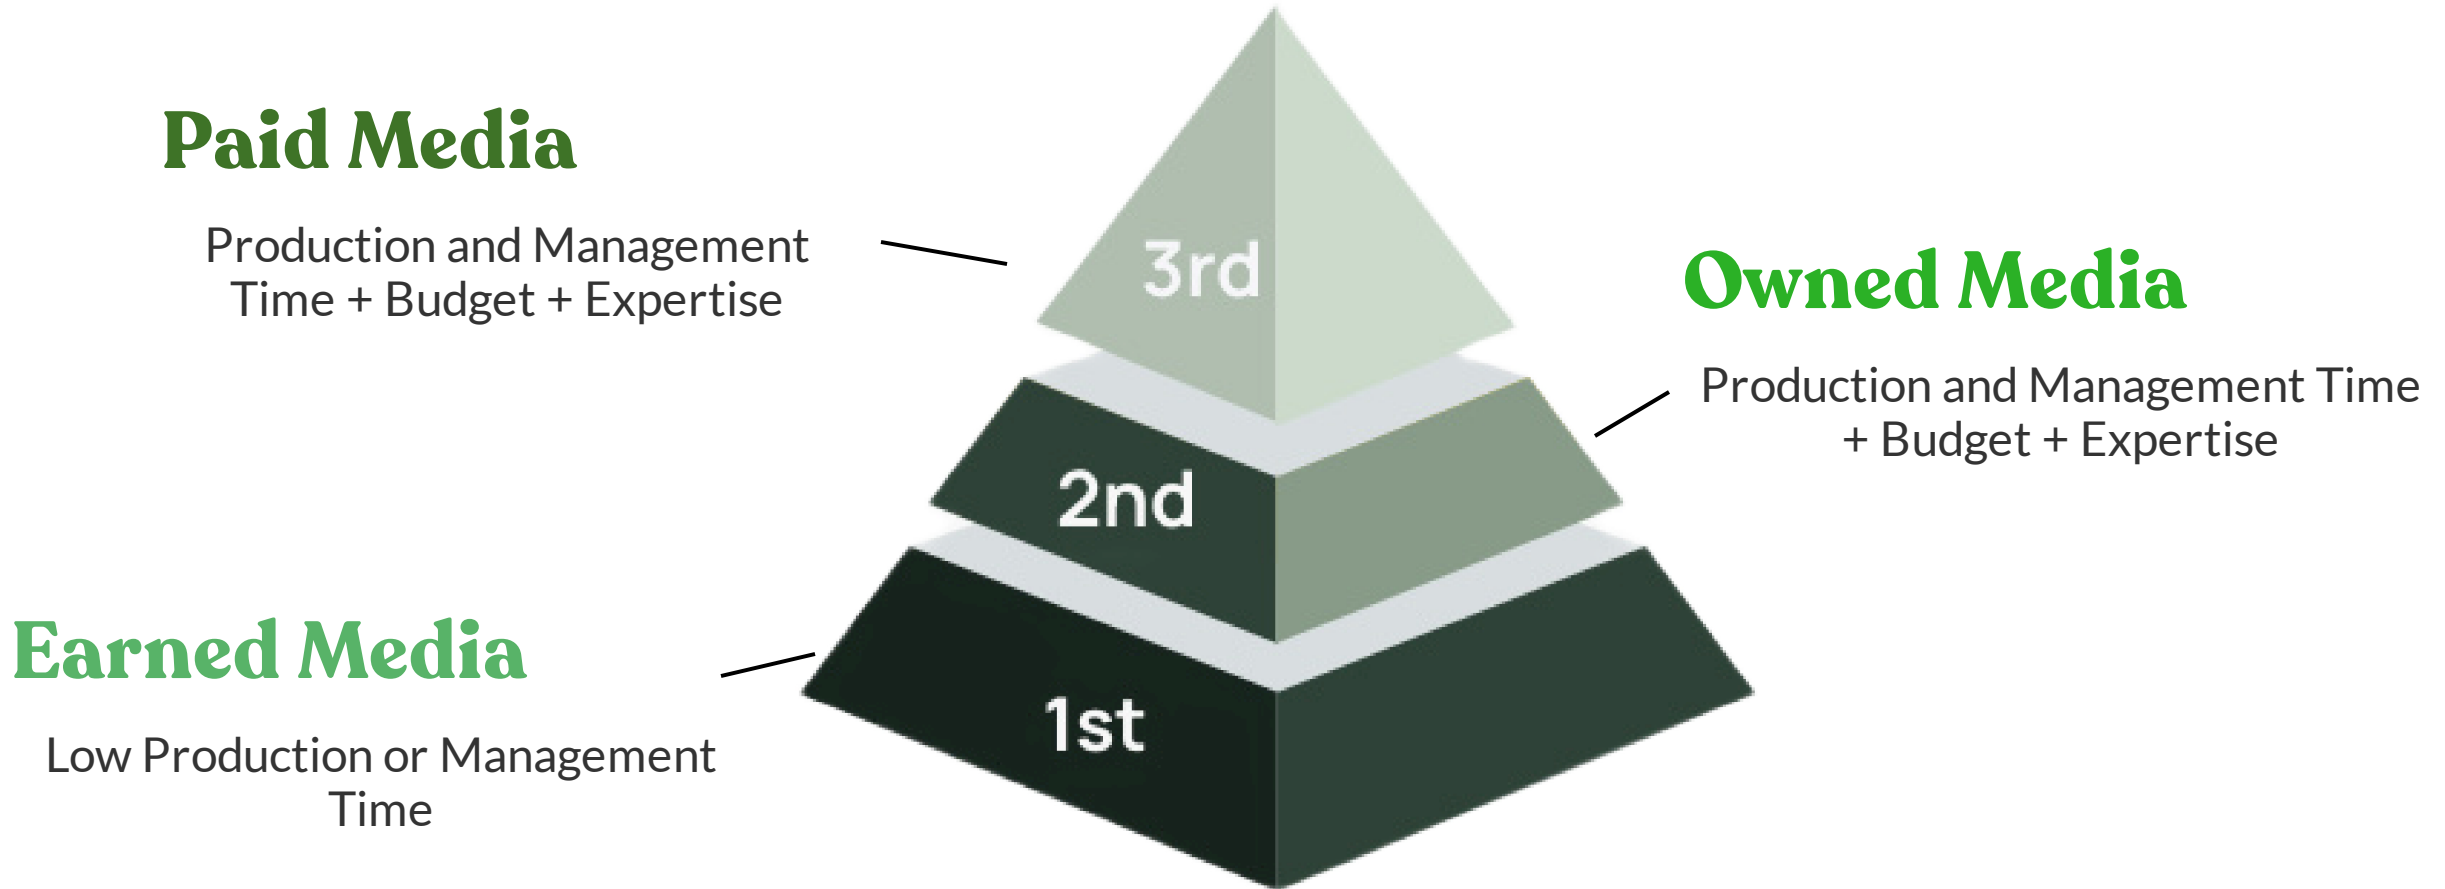 Paid Media
Production and Management
Time + Budget + Expertise
3rd
Owned Media
Production and Management Time
+ Budget + Expertise
2nd
Earned Media
Low Production or Management
Time
1st